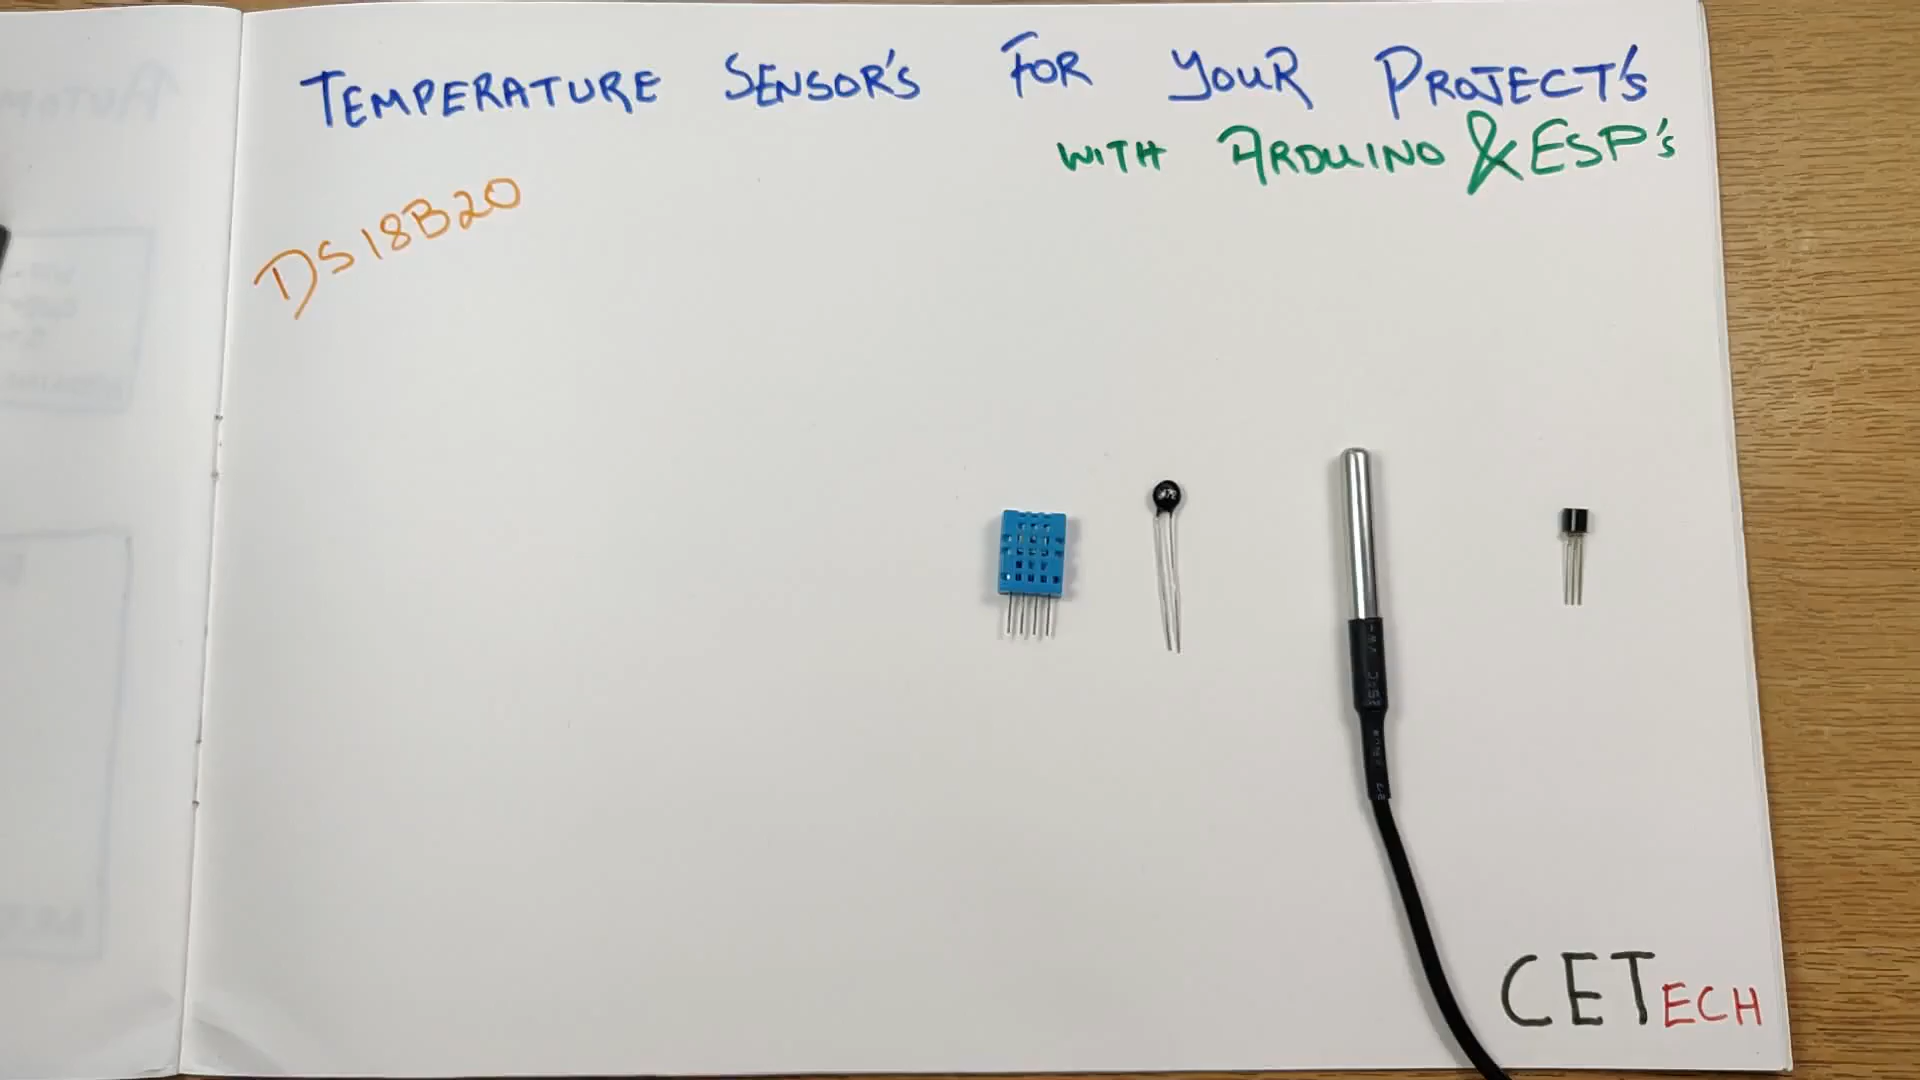 TEMPERATURE SENSOR'S FOR YOUR PROJECT'S
WITH ARDUINO & ESP'S
DS18B20
CETECH